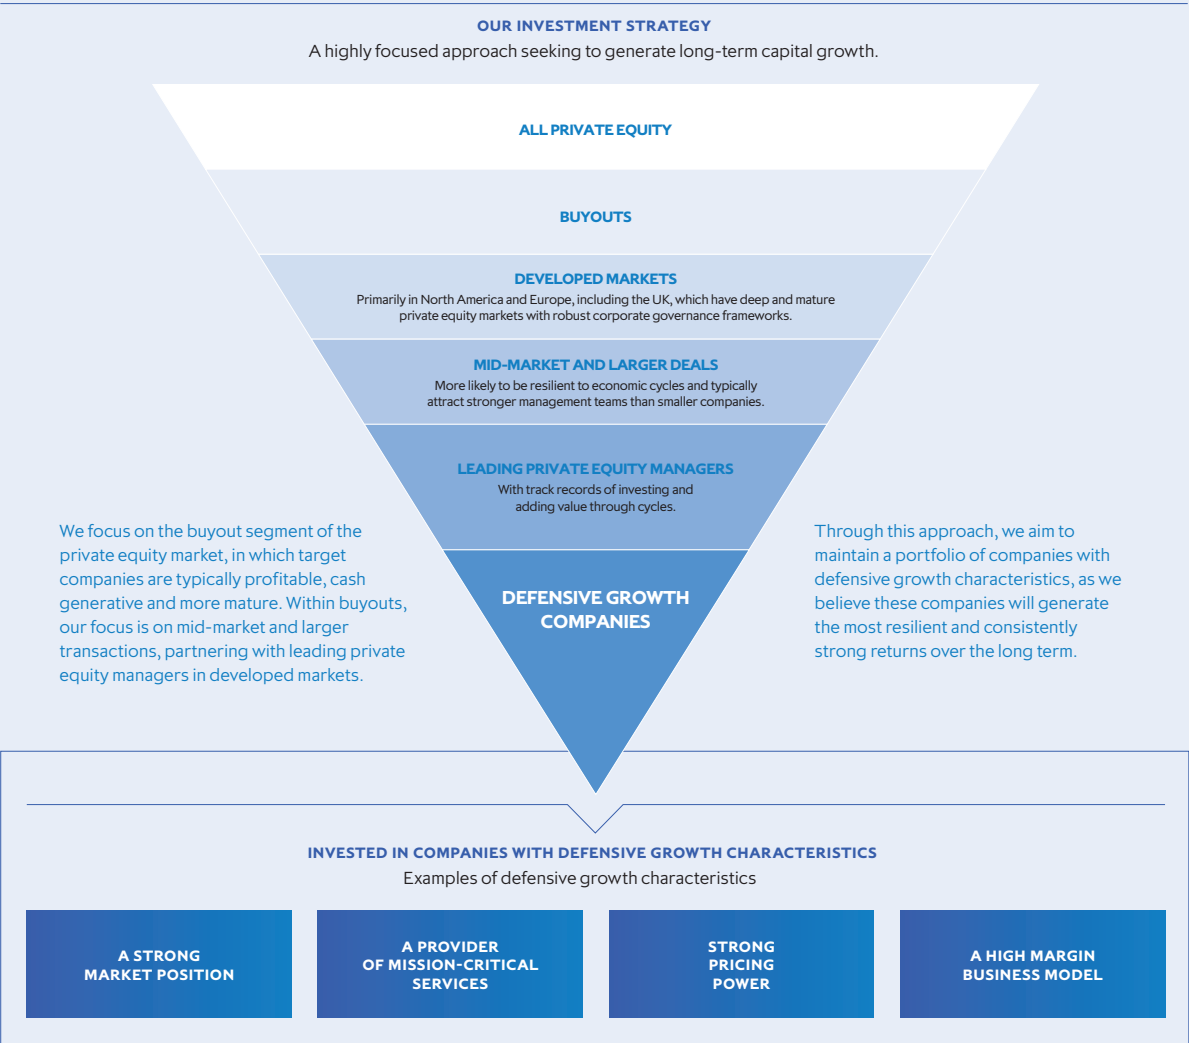 OUR INVESTMENT STRATEGY
A highly focused approach seeking to generate long-term capital growth.
ALL PRIVATE EQUITY
BUYOUTS
DEVELOPED MARKETS
Primarily in North America and Europe, including the UK, which have deep and mature
private equity markets with robust corporate governance frameworks.
MID-MARKET AND LARGER DEALS
More likely to be resilient to economic cycles and typically
attract stronger management teams than smaller companies.
LEADING PRIVATE EQUITY MANAGERS
With track records of investing and
adding value through cycles.
DEFENSIVE GROWTH
COMPANIES
We focus on the buyout segment of the
private equity market, in which target
companies are typically profitable, cash
generative and more mature. Within buyouts,
our focus is on mid-market and larger
transactions, partnering with leading private
equity managers in developed markets.
Through this approach, we aim to
maintain a portfolio of companies with
defensive growth characteristics, as we
believe these companies will generate
the most resilient and consistently
strong returns over the long term.
INVESTED IN COMPANIES WITH DEFENSIVE GROWTH CHARACTERISTICS
Examples of defensive growth characteristics
A STRONG
MARKET POSITION
A PROVIDER
OF MISSION-CRITICAL
SERVICES
STRONG
PRICING
POWER
A HIGH MARGIN
BUSINESS MODEL